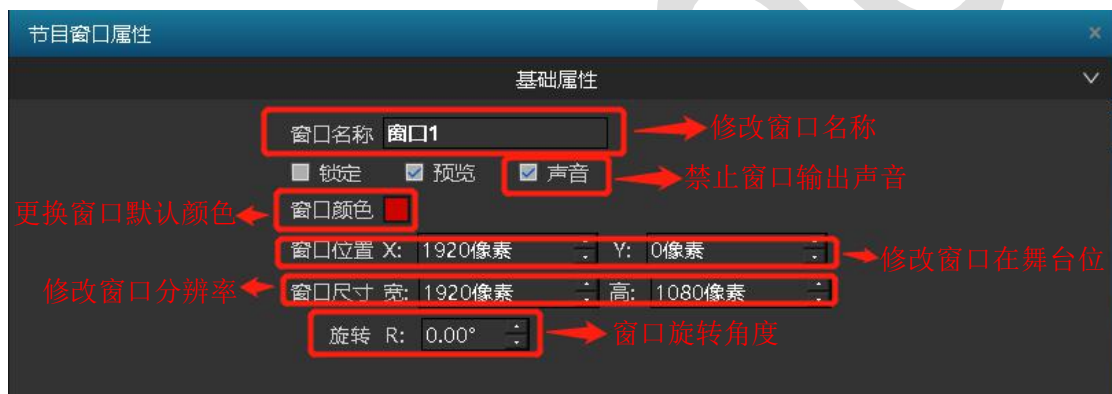 节目窗口属性
基础属性
窗口名称 窗口1 修改窗口名称
锁定 预览 声音 禁止窗口输出声音
更换窗口默认颜色 窗口颜色
窗口位置 X: 1920像素 Y: 0像素 修改窗口在舞台位
修改窗口分辨率 窗口尺寸 宽: 1920像素 高: 1080像素
旋转 R: 0.00° 窗口旋转角度